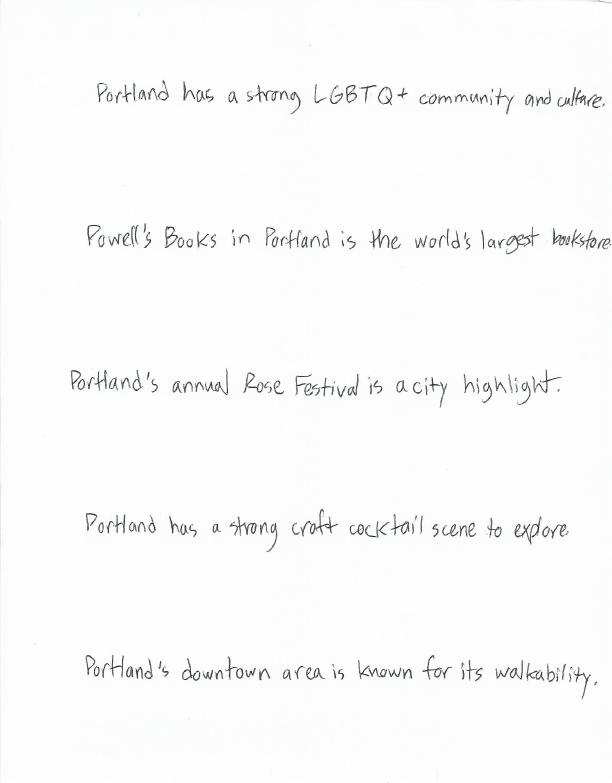 Portland has a strong LGBTQ+ community and culture.
Powell's Books in Portland is the world's largest bookstore
Portland's annual Rose Festival is a city highlight.
Portland has a strong craft cocktail scene to explore.
Portland's downtown area is known for its walkability.